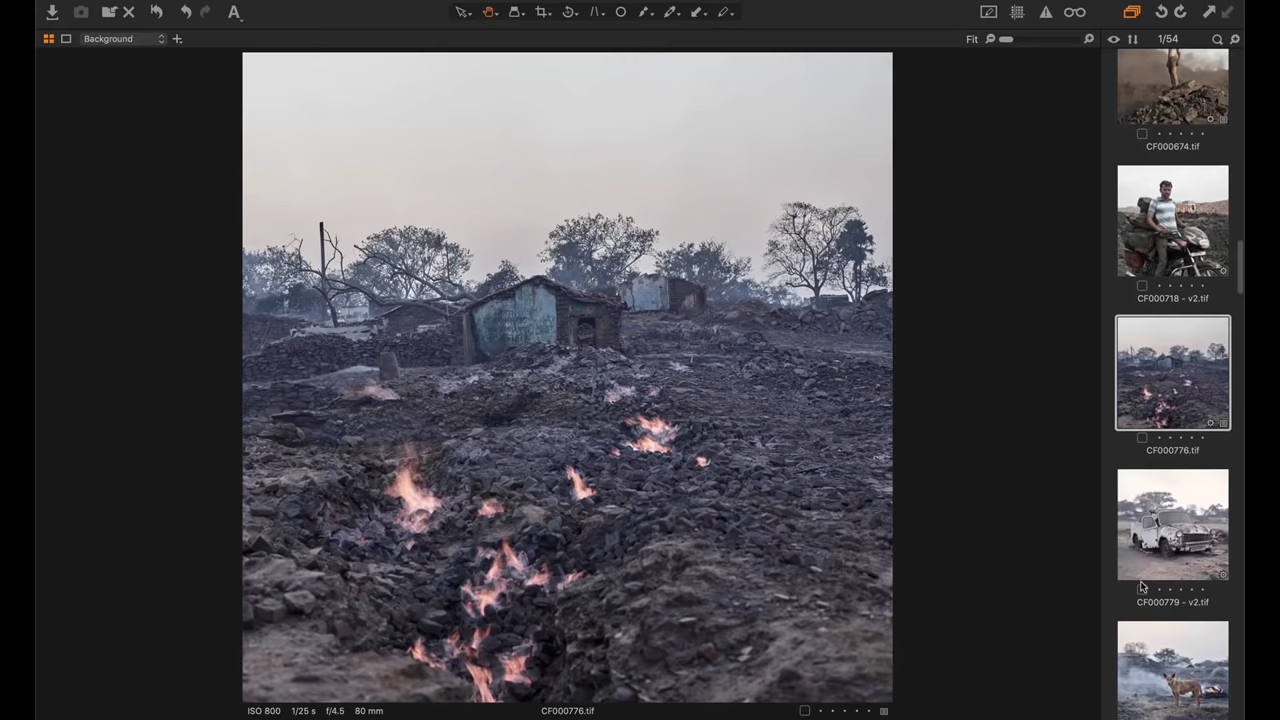 A
Background
Fit
1/54
CF000674.tif
CF000718 - v2.tif
CF000776.tif
CF000779 - v2.tif
ISO 800 1/25 s f/4.5 80 mm
CF000776.tif